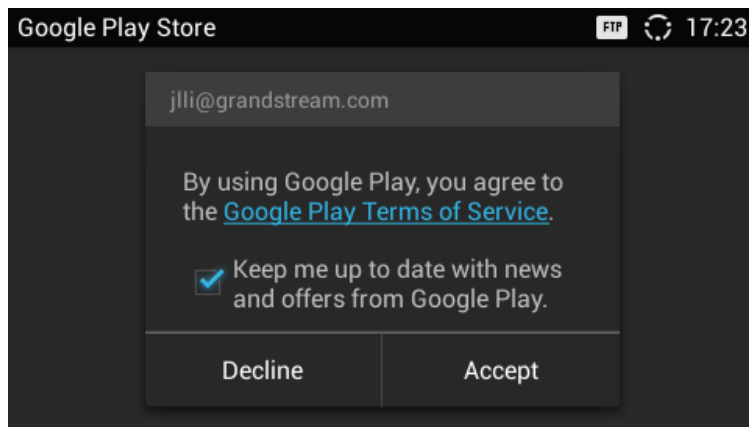 Google Play Store FTP 17:23
jlli@grandstream.com
By using Google Play, you agree to
the Google Play Terms of Service.
Keep me up to date with news
and offers from Google Play.
Decline Accept